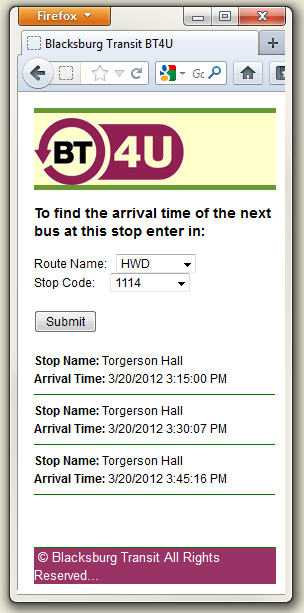 Firefox
Blacksburg Transit BT4U
Go
BT 4U
To find the arrival time of the next
bus at this stop enter in:
Route Name: HWD
Stop Code: 1114
Submit
Stop Name: Torgerson Hall
Arrival Time: 3/20/2012 3:15:00 PM
Stop Name: Torgerson Hall
Arrival Time: 3/20/2012 3:30:07 PM
Stop Name: Torgerson Hall
Arrival Time: 3/20/2012 3:45:16 PM
© Blacksburg Transit All Rights
Reserved...